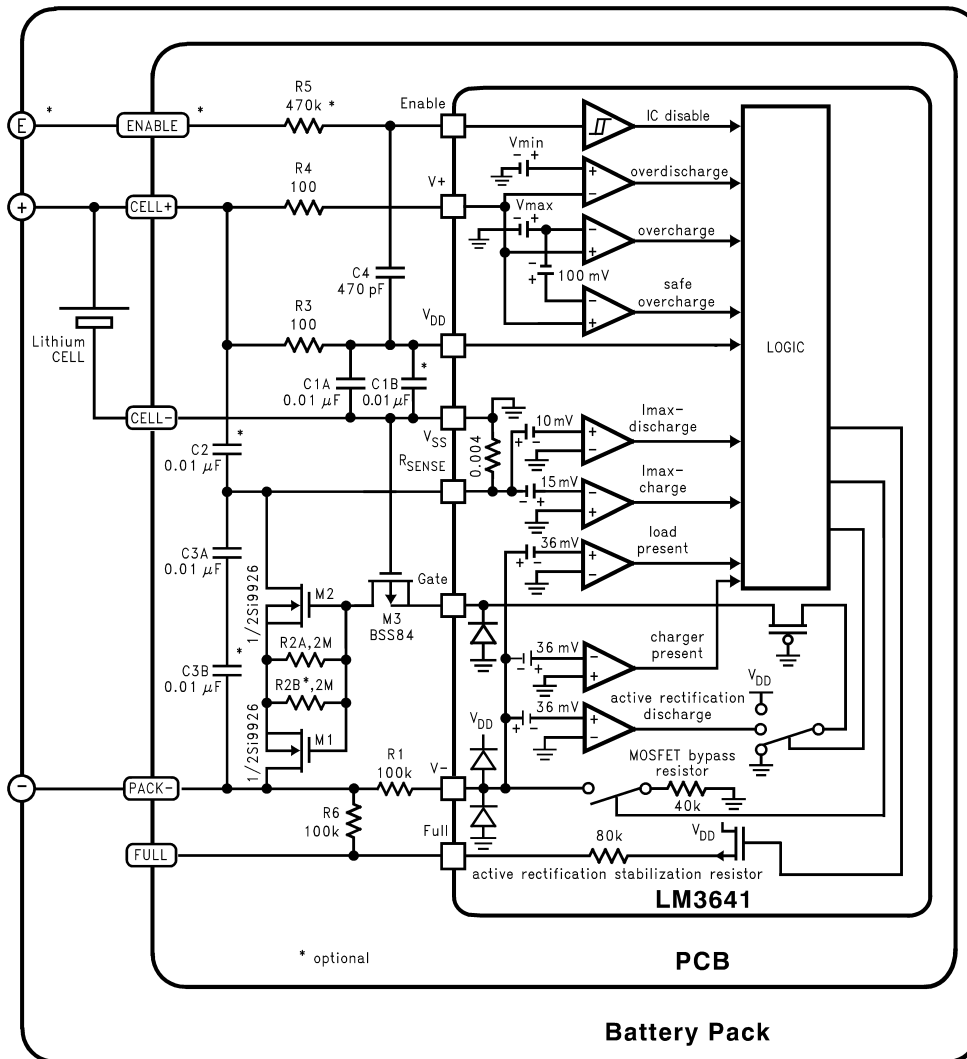 R5
470k *
Enable
E
*
ENABLE
*
IC disable
Vmin
- +
+
-
overdischarge
R4
100
V+
+
CELL+
Vmax
- +
-
+
overcharge
C4
470 pF
-
+
100 mV
safe
overcharge
-
+
R3
100
VDD
Lithium
CELL
LOGIC
C1A
0.01 µF
C1B
0.01 µF
*
CELL-
VSS
RSENSE
0.004
10mV
+ -
+
-
Imax-
discharge
C2
0.01 µF
*
15mV
- +
-
+
Imax-
charge
C3A
0.01 µF
36 mV
+ -
+
-
load
present
1/2Si9926
M2
Gate
M3
BSS84
R2A,2M
R2B*,2M
C3B
0.01 µF
*
36 mV
- +
-
+
charger
present
1/2Si9926
M1
36 mV
+ -
+
-
active rectification
discharge
VDD
VDD
MOSFET bypass
resistor
40k
R1
100k
V-
-
PACK-
R6
100k
Full
FULL
80k
VDD
active rectification stabilization resistor
LM3641
* optional
PCB
Battery Pack